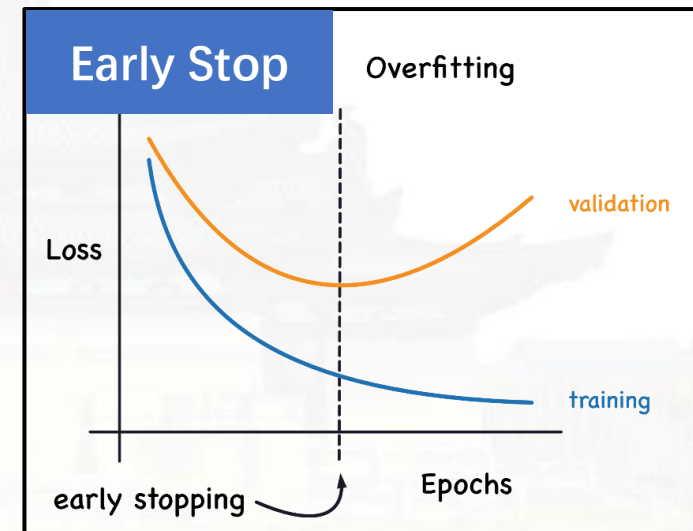 Early Stop
Overfitting
validation
Loss
training
Epochs
early stopping